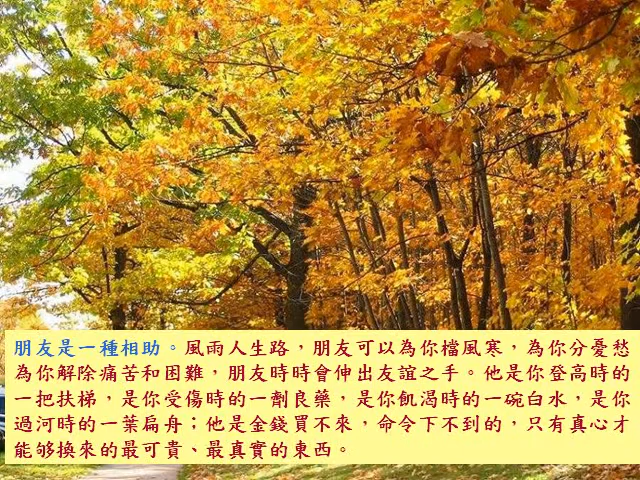 朋友是一種相助。風雨人生路，朋友可以為你檔風寒，為你分憂愁
為你解除痛苦和困難，朋友時時會伸出友誼之手。他是你登高時的
一把扶梯，是你受傷時的一劑良藥，是你飢渴時的一碗白水，是你
過河時的一葉扁舟；他是金錢買不來，命令下不到的，只有真心才
能够換來的最可貴、最真實的東西。